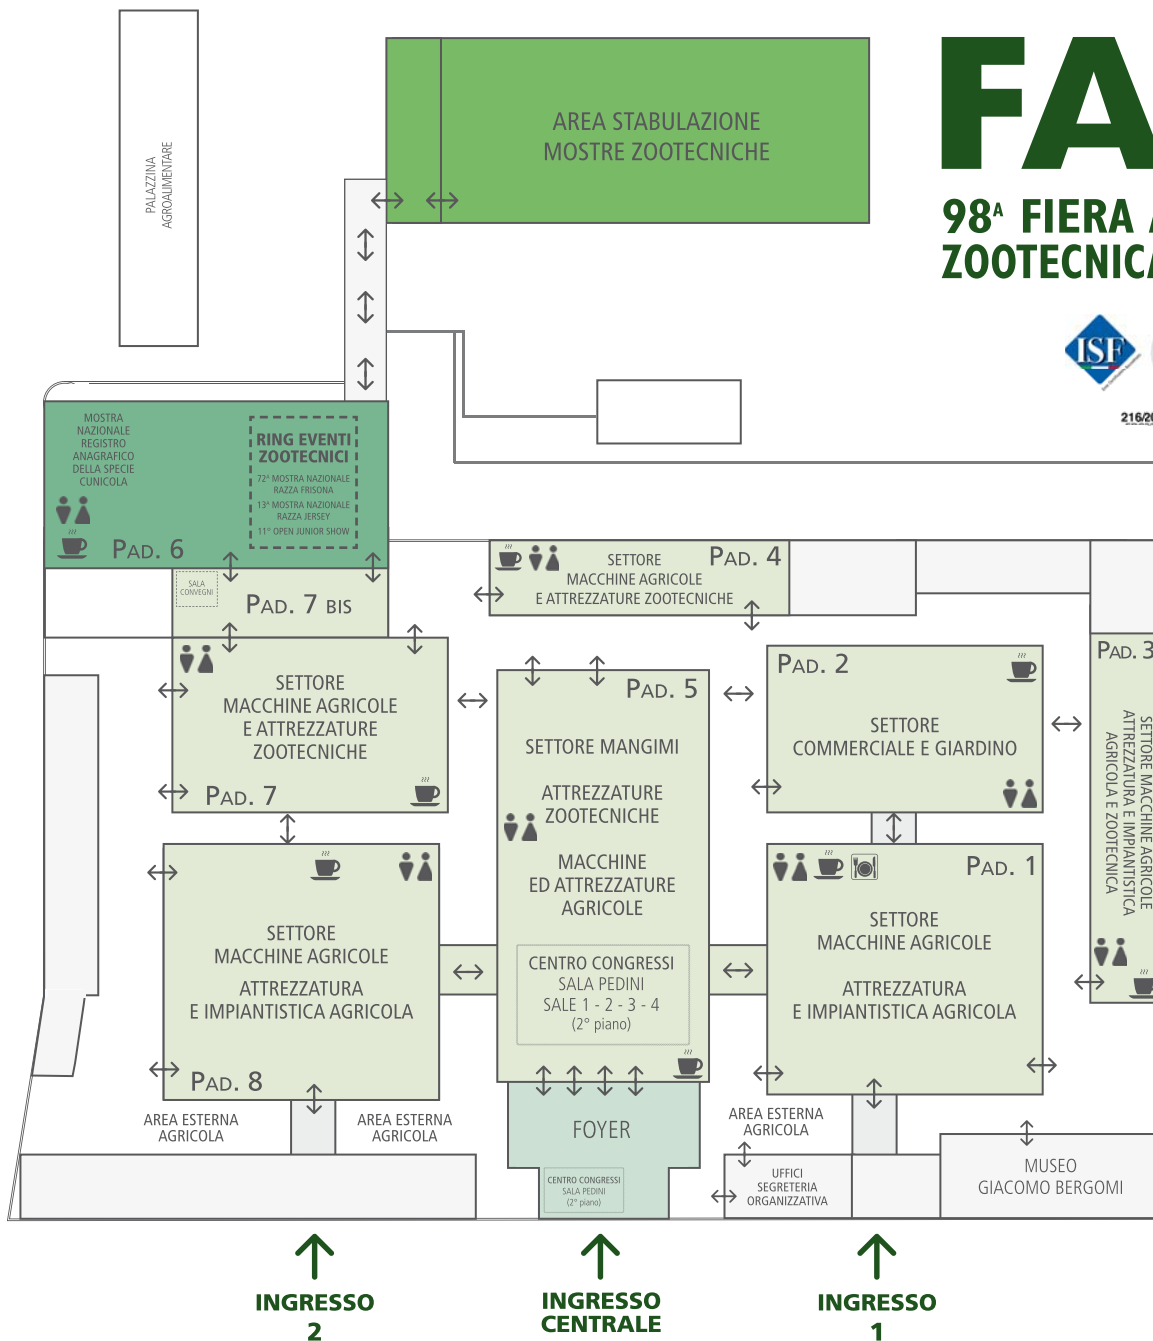 FA
98ᴬ FIERA A
ZOOTECNICA
ISF
216/20
PALAZZINA
AGROALIMENTARE
AREA STABULAZIONE
MOSTRE ZOOTECNICHE
MOSTRA
NAZIONALE
REGISTRO
ANAGRAFICO
DELLA SPECIE
CUNICOLA
RING EVENTI
ZOOTECNICI
72ª MOSTRA NAZIONALE
RAZZA FRISONA
13ª MOSTRA NAZIONALE
RAZZA JERSEY
11° OPEN JUNIOR SHOW
PAD. 6
SALA
CONVEGNI
PAD. 7 BIS
SETTORE
MACCHINE AGRICOLE
E ATTREZZATURE
ZOOTECNICHE
PAD. 7
PAD. 4
SETTORE
MACCHINE AGRICOLE
E ATTREZZATURE ZOOTECNICHE
PAD. 5
SETTORE MANGIMI
ATTREZZATURE
ZOOTECNICHE
MACCHINE
ED ATTREZZATURE
AGRICOLE
CENTRO CONGRESSI
SALA PEDINI
SALE 1 - 2 - 3 - 4
(2° piano)
PAD. 2
SETTORE
COMMERCIALE E GIARDINO
PAD. 3
SETTORE MACCHINE AGRICOLE
ATTREZZATURA E IMPIANTISTICA
AGRICOLA E ZOOTECNICA
PAD. 1
SETTORE
MACCHINE AGRICOLE
ATTREZZATURA
E IMPIANTISTICA AGRICOLA
SETTORE
MACCHINE AGRICOLE
ATTREZZATURA
E IMPIANTISTICA AGRICOLA
PAD. 8
AREA ESTERNA
AGRICOLA
AREA ESTERNA
AGRICOLA
FOYER
CENTRO CONGRESSI
SALA PEDINI
(2° piano)
AREA ESTERNA
AGRICOLA
UFFICI
SEGRETERIA
ORGANIZZATIVA
MUSEO
GIACOMO BERGOMI
INGRESSO
2
INGRESSO
CENTRALE
INGRESSO
1